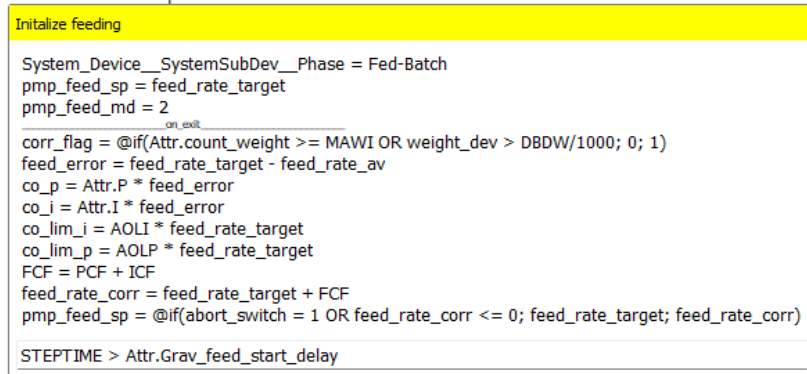 Initalize feeding
System_Device__SystemSubDev__Phase = Fed-Batch
pmp_feed_sp = feed_rate_target
pmp_feed_md = 2
on_exit
corr_flag = @if(Attr.count_weight >= MAWI OR weight_dev > DBDW/1000; 0; 1)
feed_error = feed_rate_target - feed_rate_av
co_p = Attr.P * feed_error
co_i = Attr.I * feed_error
co_lim_i = AOLI * feed_rate_target
co_lim_p = AOLP * feed_rate_target
FCF = PCF + ICF
feed_rate_corr = feed_rate_target + FCF
pmp_feed_sp = @if(abort_switch = 1 OR feed_rate_corr <= 0; feed_rate_target; feed_rate_corr)
STEPTIME > Attr.Grav_feed_start_delay